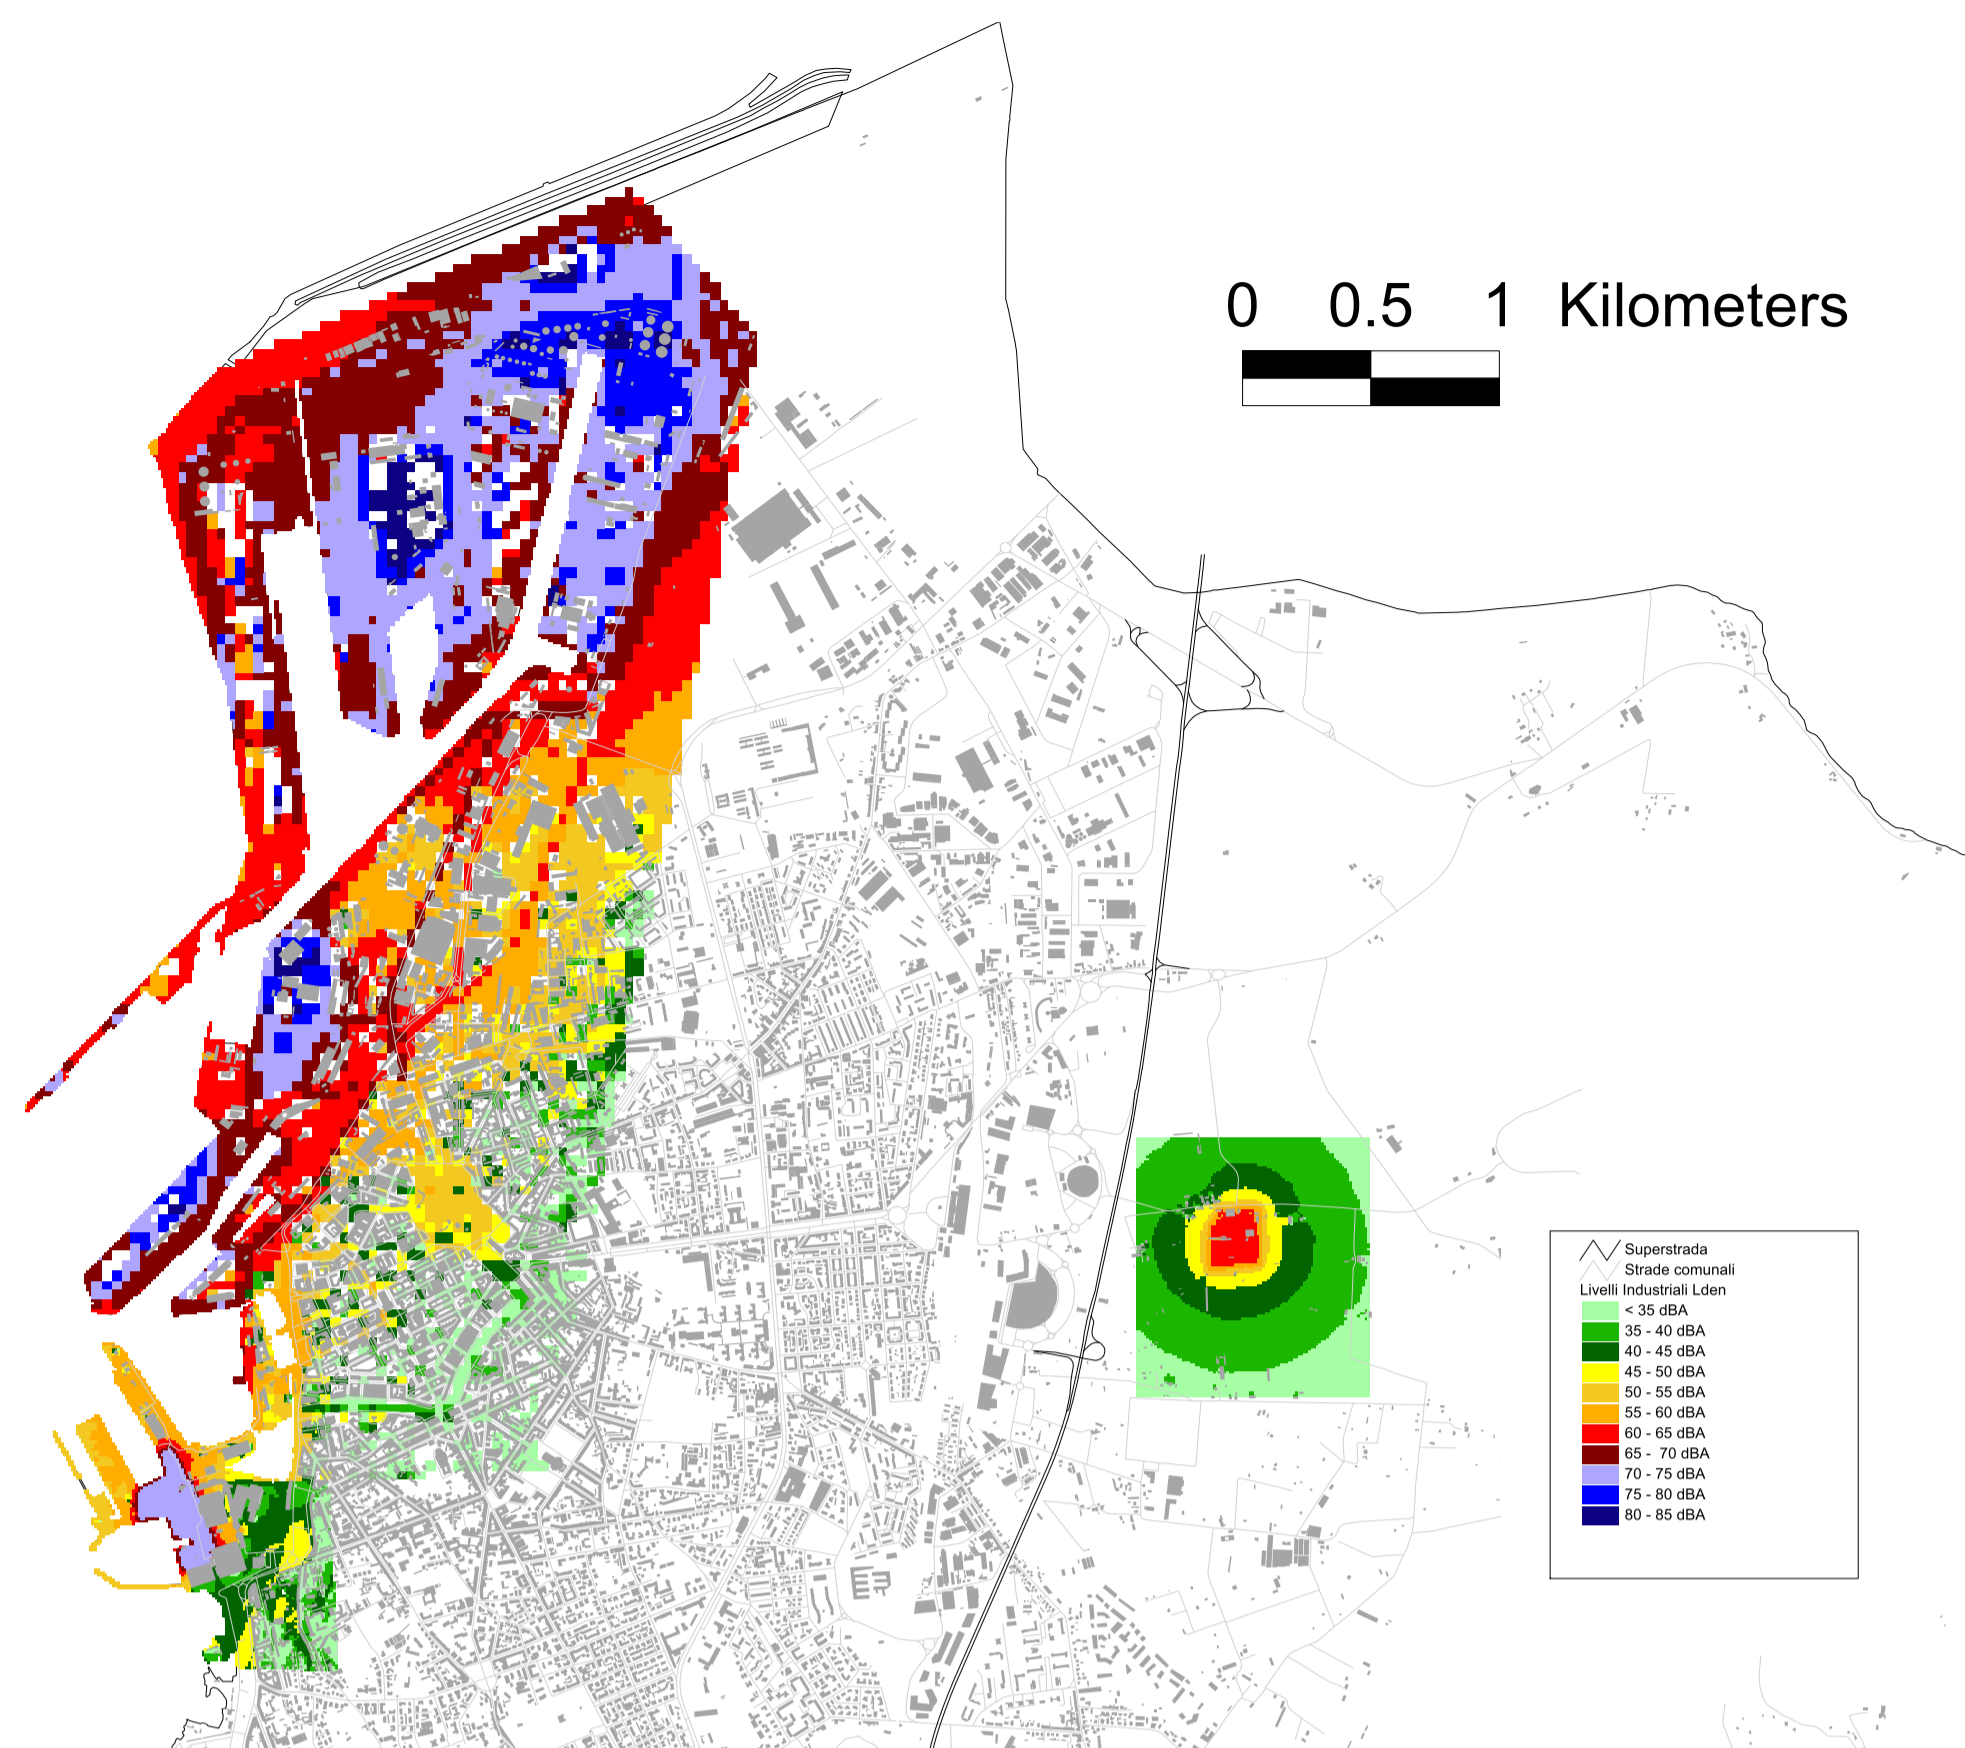 0 0.5 1 Kilometers
Superstrada
Strade comunali
Livelli Industriali Lden
< 35 dBA
35 - 40 dBA
40 - 45 dBA
45 - 50 dBA
50 - 55 dBA
55 - 60 dBA
60 - 65 dBA
65 - 70 dBA
70 - 75 dBA
75 - 80 dBA
80 - 85 dBA